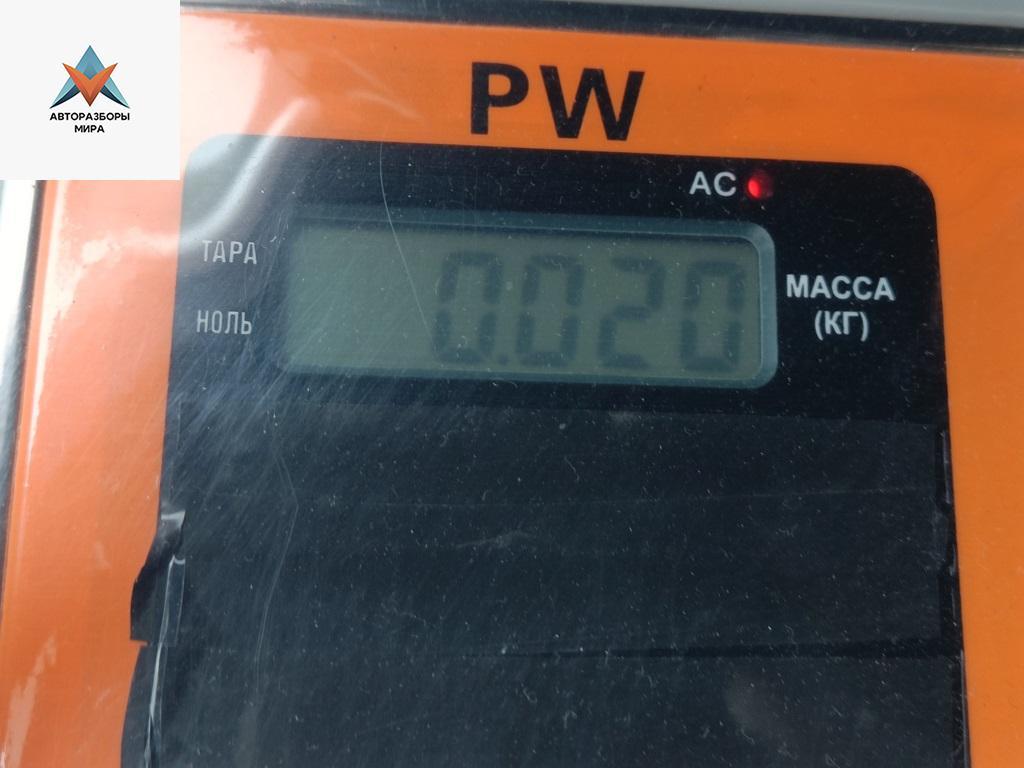 АВТОРАЗБОРЫ
МИРА
PW
AC
ТАРА
0.020
МАССА
(КГ)
НОЛЬ